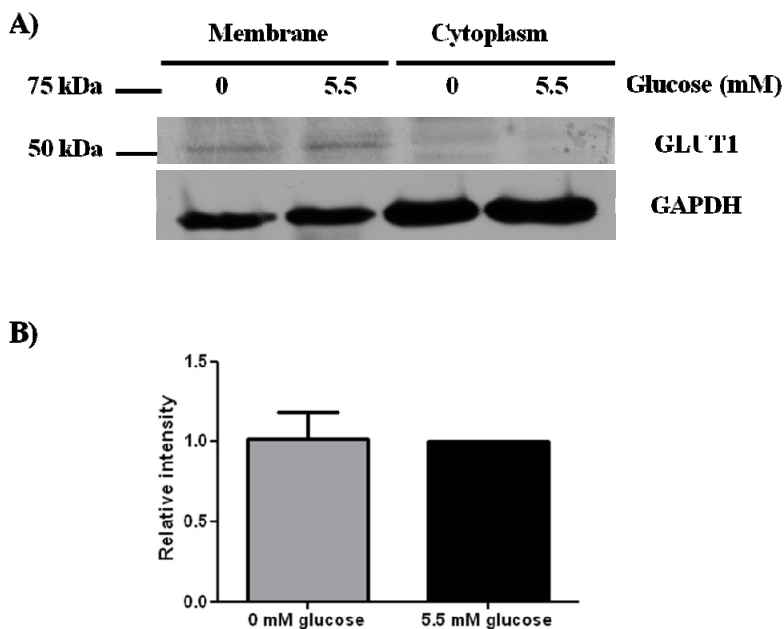 A)
Membrane Cytoplasm
75 kDa 0 5.5 0 5.5 Glucose (mM)
50 kDa GLUT1
GAPDH
B)
1.5
1.0
0.5
0.0
Relative intensity
0 mM glucose 5.5 mM glucose